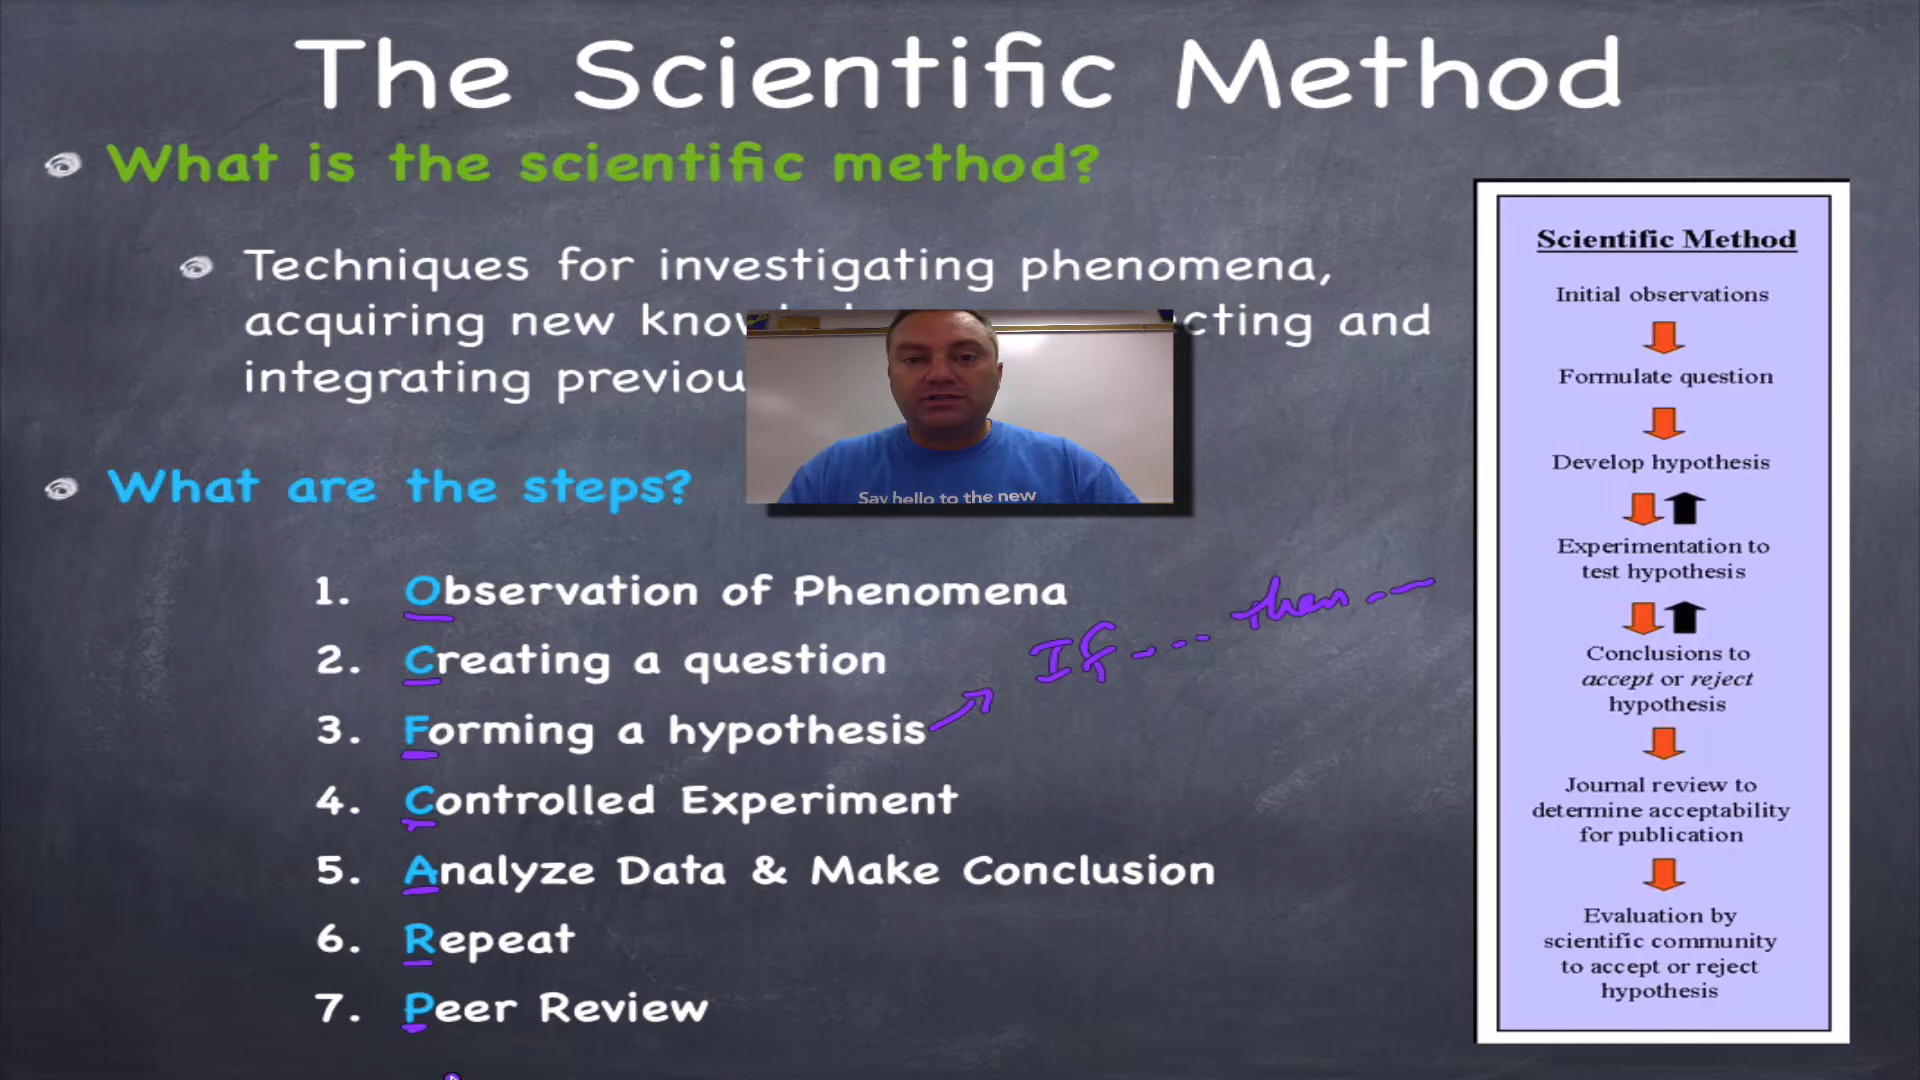 The Scientific Method
What is the scientific method?
Techniques for investigating phenomena,
acquiring new and
integrating
What are the steps?
Say hello to the new
1. Observation of Phenomena
2. Creating a question
3. Forming a hypothesis
If --- then ---
4. Controlled Experiment
5. Analyze Data & Make Conclusion
6. Repeat
7. Peer Review
Scientific Method
Initial observations
Formulate question
Develop hypothesis
Experimentation to
test hypothesis
Conclusions to
accept or reject
hypothesis
Journal review to
determine acceptability
for publication
Evaluation by
scientific community
to accept or reject
hypothesis